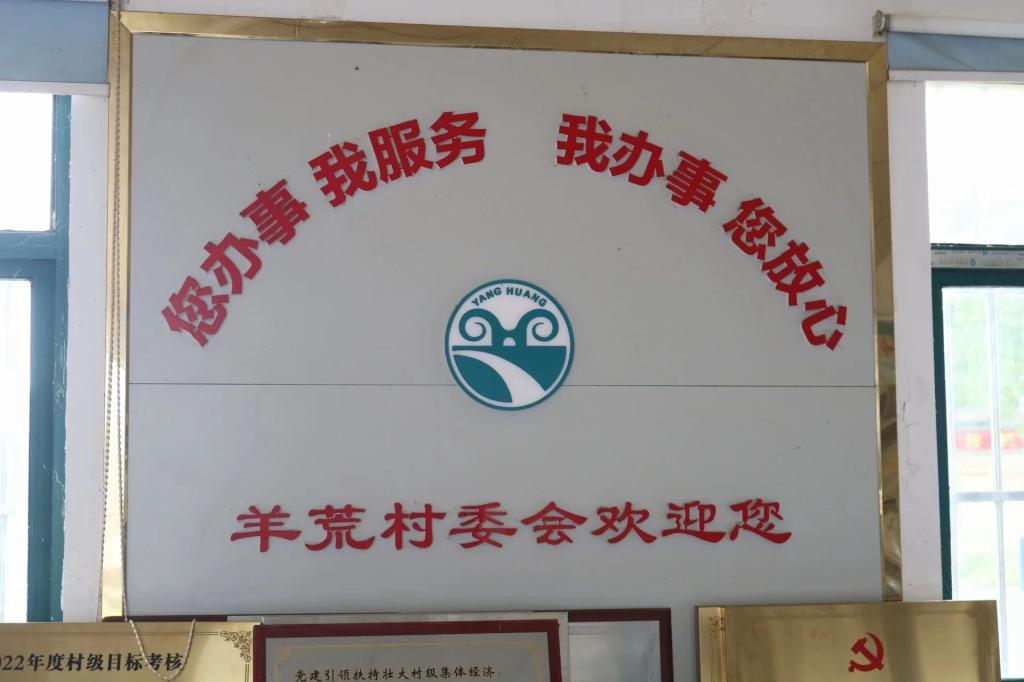 您办事 我服务 我办事 您放心
YANG HUANG
羊荒村委会欢迎您
22年度村级目标考核
党建引领扶持壮大村级集体经济：